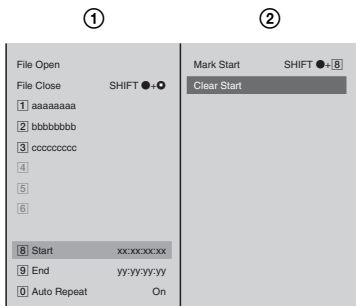 ① ②
File Open
File Close SHIFT ●+○
1 aaaaaaaa
2 bbbbbbbb
3 ccccccccc
4
5
6
8 Start xx:xx:xx:xx
9 End yy:yy:yy:yy
0 Auto Repeat On
Mark Start SHIFT ●+8
Clear Start